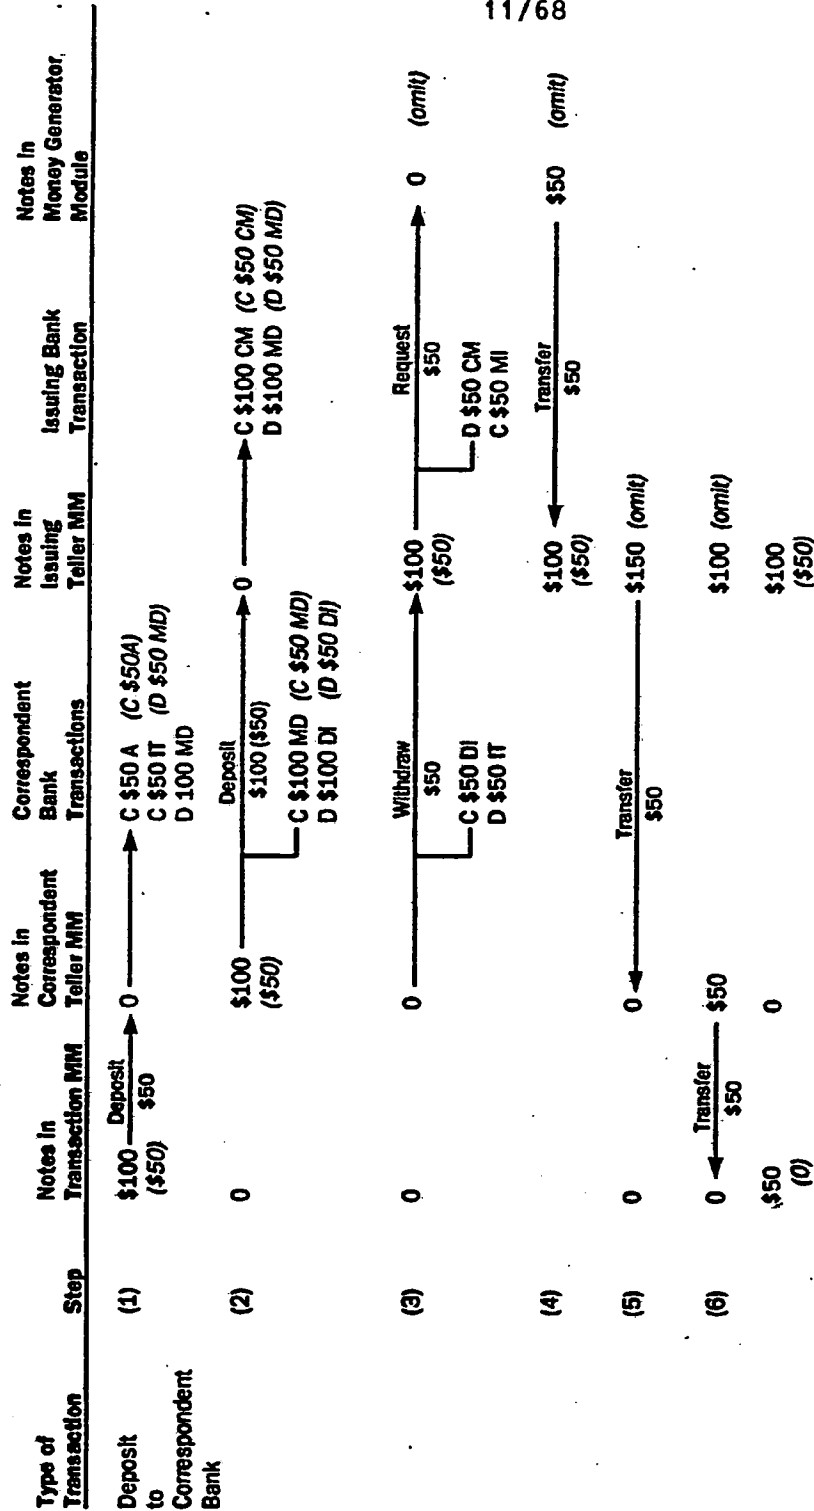 11/68
Type of
Transaction
Step
Notes in
Transaction MM
Notes in
Correspondent
Teller MM
Correspondent
Bank
Transactions
Notes in
Issuing
Teller MM
Issuing Bank
Transaction
Notes in
Money Generator
Module
Deposit
to
Correspondent
Bank
(1)
$100
($50)
Deposit
$50
0
C $50 A (C $50A)
C $50 IT (D $50 MD)
D 100 MD
(2)
0
$100
($50)
Deposit
$100 ($50)
C $100 MD (C $50 MD)
D $100 DI (D $50 DI)
0
C $100 CM (C $50 CM)
D $100 MD (D $50 MD)
(3)
0
0
Withdraw
$50
C $50 DI
D $50 IT
$100
($50)
Request
$50
D $50 CM
C $50 MI
0 (omit)
(4)
$100
($50)
Transfer
$50
$50 (omit)
(5)
0
0
Transfer
$50
$150 (omit)
(6)
0
Transfer
$50
$50
$100 (omit)
$50
(0)
0
$100
($50)